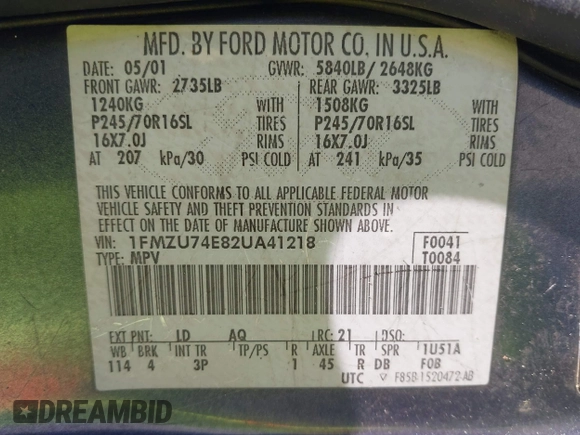 MFD. BY FORD MOTOR CO. IN U.S.A.
DATE: 05/01 GVWR: 5840LB/ 2648KG
FRONT GAWR: 2735LB REAR GAWR: 3325LB
1240KG WITH 1508KG WITH
P245/70R16SL TIRES P245/70R16SL TIRES
16X7.0J RIMS 16X7.0J RIMS
AT 207 kPa/30 PSI COLD AT 241 kPa/35 PSI COLD
THIS VEHICLE CONFORMS TO ALL APPLICABLE FEDERAL MOTOR
VEHICLE SAFETY AND THEFT PREVENTION STANDARDS IN
EFFECT ON THE DATE OF MANUFACTURE SHOWN ABOVE.
VIN: 1FMZU74E82UA41218 F0041
TYPE: MPV T0084
EXT PNT: LD AQ RC: 21 DSO:
WB BRK INT TR TP/PS R AXLE TR SPR 1U51A
114 4 3P 1 45 R DB F0B
UTC F85B-1520472-AB
DREAMBID